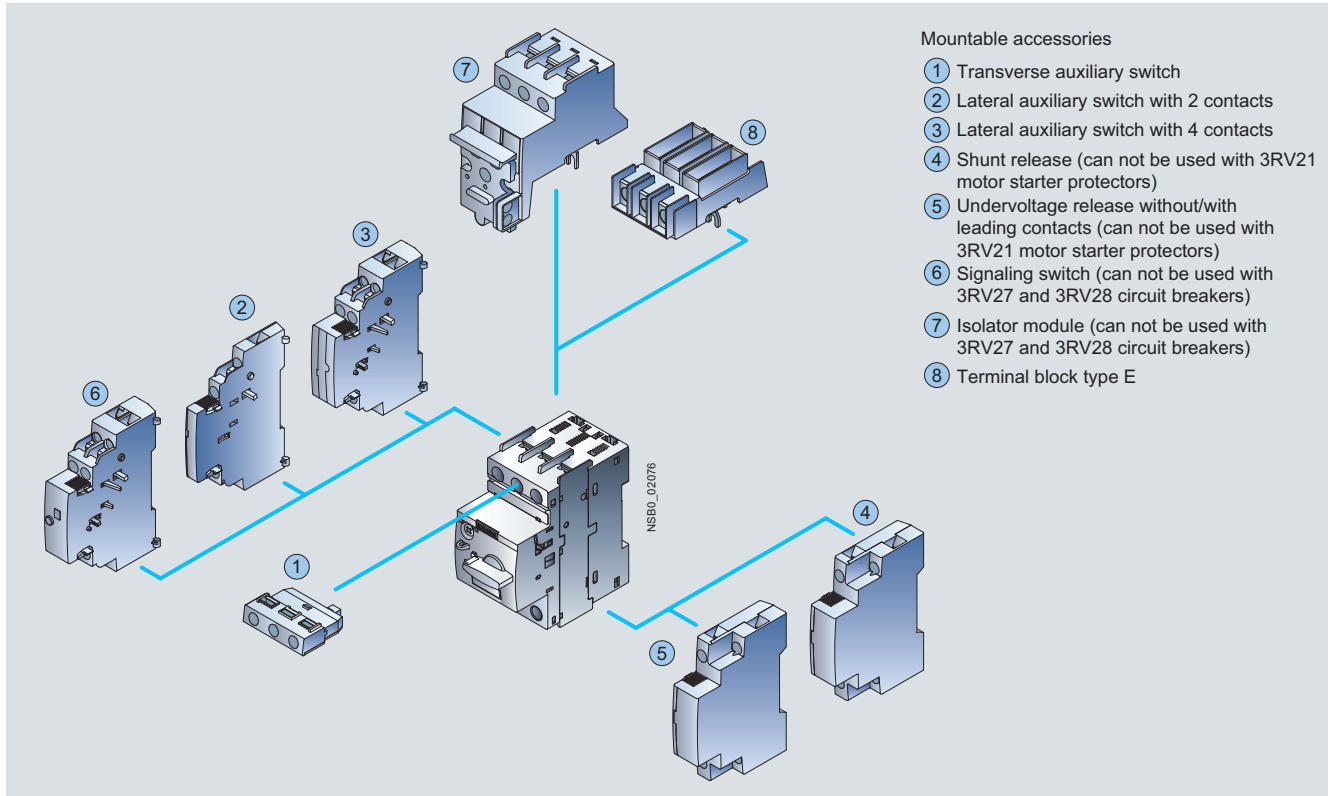 Mountable accessories
1 Transverse auxiliary switch
2 Lateral auxiliary switch with 2 contacts
3 Lateral auxiliary switch with 4 contacts
4 Shunt release (can not be used with 3RV21
motor starter protectors)
5 Undervoltage release without/with
leading contacts (can not be used with
3RV21 motor starter protectors)
6 Signaling switch (can not be used with
3RV27 and 3RV28 circuit breakers)
7 Isolator module (can not be used with
3RV27 and 3RV28 circuit breakers)
8 Terminal block type E
7
8
3
2
6
1
4
5
NSB0_02076